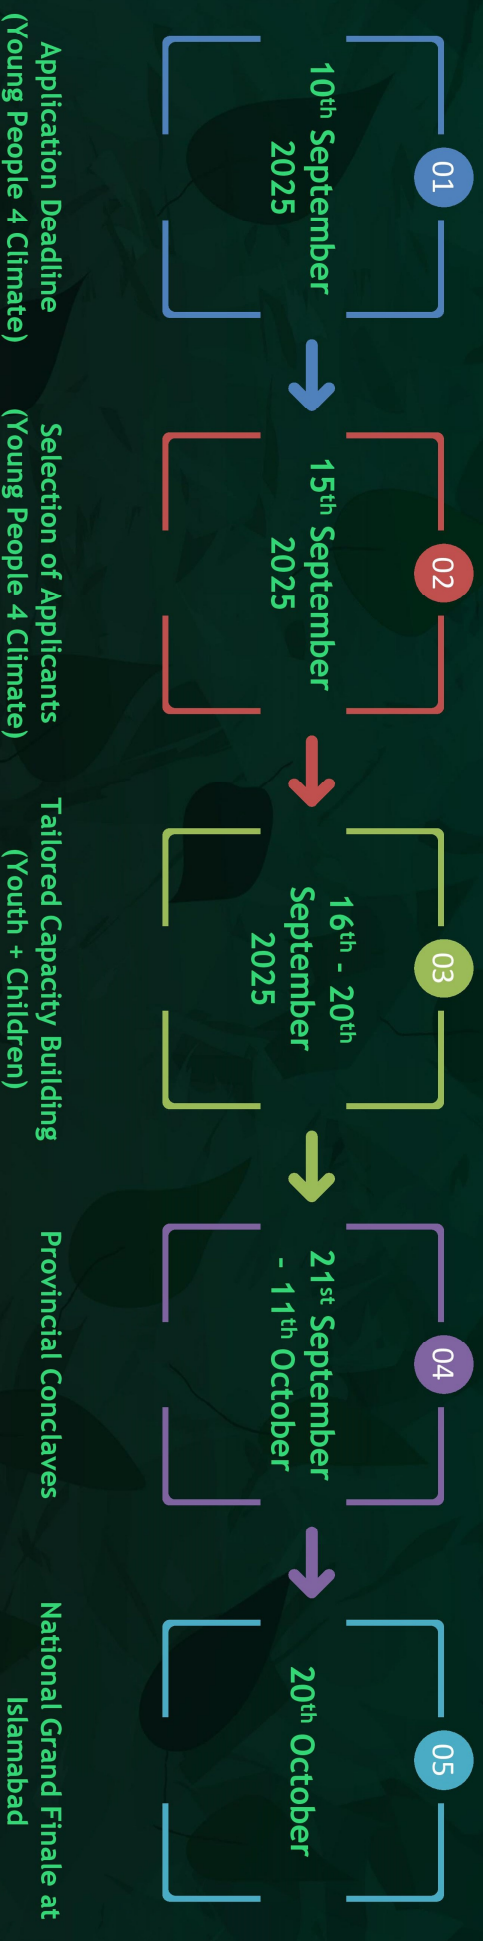 01
10th September
2025
Application Deadline
(Young People 4 Climate)
02
15th September
2025
Selection of Applicants
(Young People 4 Climate)
03
16th - 20th
September
2025
Tailored Capacity Building
(Youth + Children)
04
21st September
- 11th October
Provincial Conclaves
05
20th October
National Grand Finale at
Islamabad